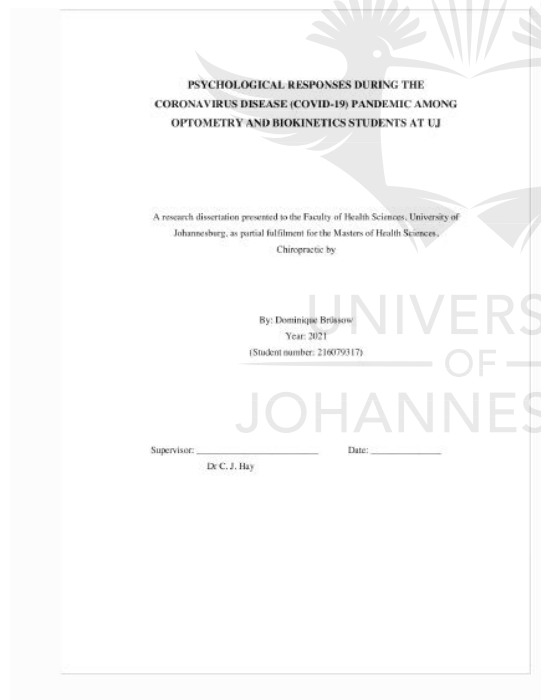 PSYCHOLOGICAL RESPONSES DURING THE
CORONAVIRUS DISEASE (COVID-19) PANDEMIC AMONG
OPTOMETRY AND BIOKINETICS STUDENTS AT UJ
A research dissertation presented to the Faculty of Health Sciences, University of
Johannesburg, as partial fulfilment for the Masters of Health Sciences,
Chiropractic by
By: Dominique Brüssow
Year: 2021
(Student number: 216079317)
UNIVERS
OF
JOHANNES
Supervisor: ____________________ Date: ____________
Dr C. J. Hay